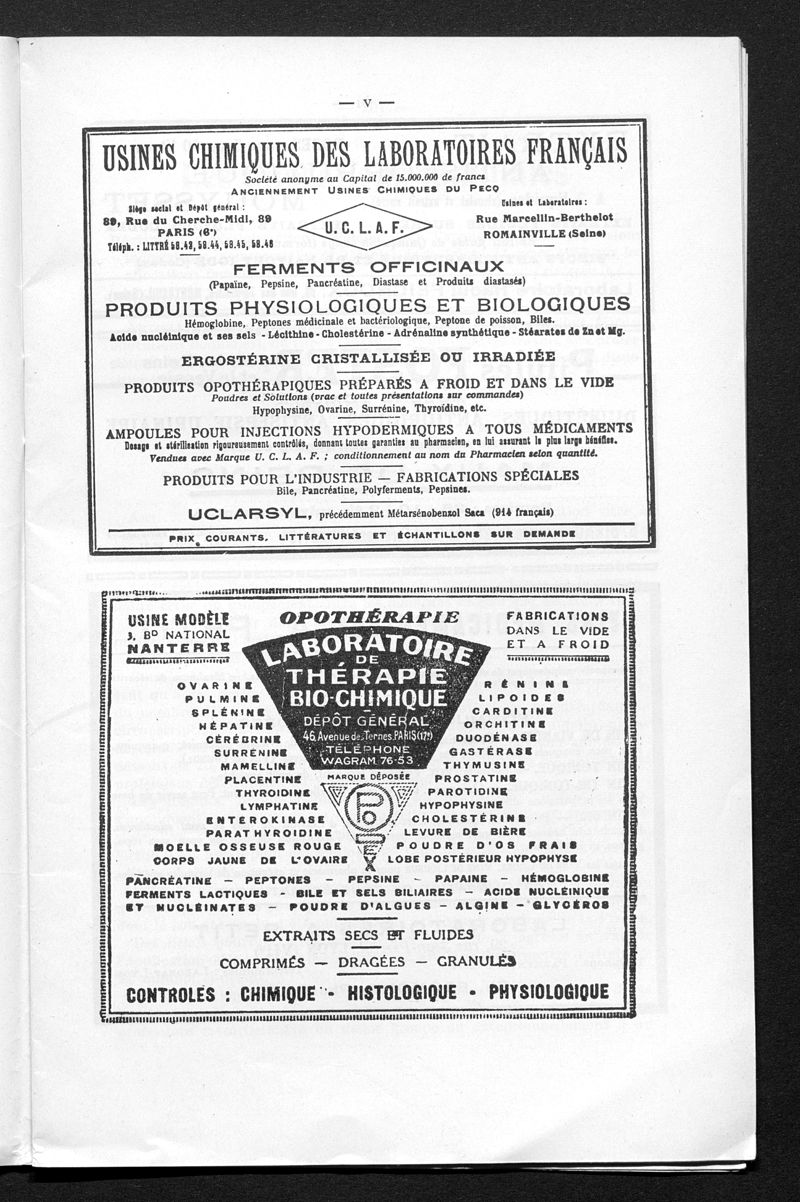 — V —
USINES CHIMIQUES DES LABORATOIRES FRANÇAIS
Société anonyme au Capital de 15.000.000 de francs
ANCIENNEMENT USINES CHIMIQUES DU PECQ
Siège social et Dépôt général :
89, Rue du Cherche-Midi, 89
PARIS (6e)
Téléph. : LITTRÉ 58.43, 58.44, 58.45, 58.46
U. C. L. A. F.
Usines et Laboratoires :
Rue Marcellin-Berthelot
ROMAINVILLE (Seine)
FERMENTS OFFICINAUX
(Papaïne, Pepsine, Pancréatine, Diastase et Produits diastasés)
PRODUITS PHYSIOLOGIQUES ET BIOLOGIQUES
Hémoglobine, Peptones médicinale et bactériologique, Peptone de poisson, Biles.
Acide nucléinique et ses sels - Lécithine - Cholestérine - Adrénaline synthétique - Stéarates de Zn et Mg.
ERGOSTÉRINE CRISTALLISÉE OU IRRADIÉE
PRODUITS OPOTHÉRAPIQUES PRÉPARÉS A FROID ET DANS LE VIDE
Poudres et Solutions (vrac et toutes présentations sur commandes)
Hypophysine, Ovarine, Surrénine, Thyroïdine, etc.
AMPOULES POUR INJECTIONS HYPODERMIQUES A TOUS MÉDICAMENTS
Dosage et stérilisation rigoureusement contrôlés, donnant toutes garanties au pharmacien, en lui assurant le plus large bénéfice.
Vendues avec Marque U. C. L. A. F. ; conditionnement au nom du Pharmacien selon quantité.
PRODUITS POUR L'INDUSTRIE — FABRICATIONS SPÉCIALES
Bile, Pancréatine, Polyferments, Pepsines.
UCLARSYL, précédemment Métarsénobenzol Saca (914 français)
PRIX COURANTS, LITTÉRATURES ET ÉCHANTILLONS SUR DEMANDE
USINE MODÈLE
3, BD NATIONAL
NANTERRE
OPOTHÉRAPIE
FABRICATIONS
DANS LE VIDE
ET A FROID
LABORATOIRE
DE
THÉRAPIE
BIO-CHIMIQUE
DÉPÔT GÉNÉRAL
46, Avenue des Ternes, PARIS (17e)
TÉLÉPHONE
WAGRAM 76-53
MARQUE DÉPOSÉE
OVARINE
PULMINE
SPLÉNINE
HÉPATINE
CÉRÉBRINE
SURRÉNINE
MAMELLINE
PLACENTINE
THYROIDINE
LYMPHATINE
ENTEROKINASE
PARATHYROIDINE
MOELLE OSSEUSE ROUGE
CORPS JAUNE DE L'OVAIRE
RÉNINE
LIPOIDES
CARDITINE
ORCHITINE
DUODÉNASE
GASTÉRASE
THYMUSINE
PROSTATINE
PAROTIDINE
HYPOPHYSINE
CHOLESTÉRINE
LEVURE DE BIÈRE
POUDRE D'OS FRAIS
LOBE POSTÉRIEUR HYPOPHYSE
PANCRÉATINE — PEPTONES — PEPSINE — PAPAINE — HÉMOGLOBINE
FERMENTS LACTIQUES - BILE ET SELS BILIAIRES — ACIDE NUCLÉINIQUE
ET NUCLÉINATES — POUDRE D'ALGUES — ALGINE — GLYCÉROS
EXTRAITS SECS ET FLUIDES
COMPRIMÉS — DRAGÉES — GRANULÉS
CONTROLES : CHIMIQUE - HISTOLOGIQUE - PHYSIOLOGIQUE